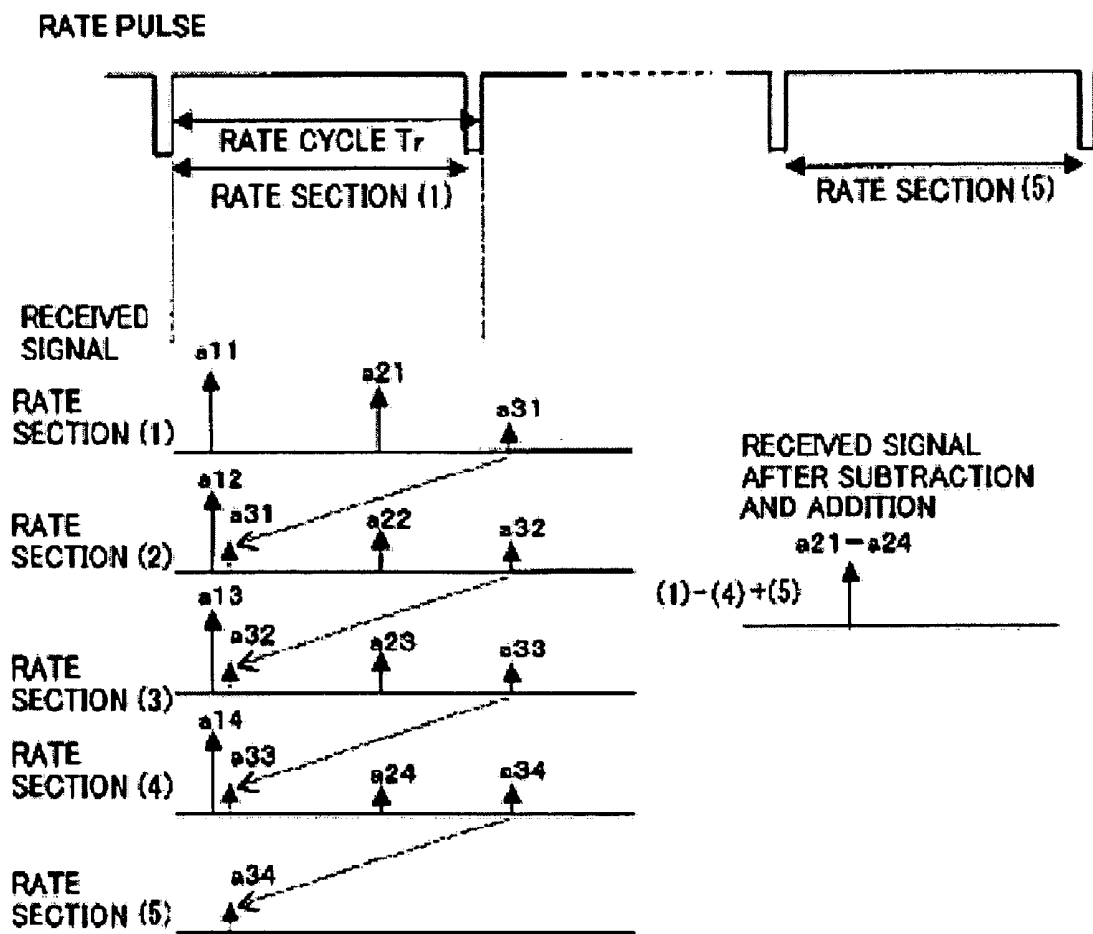 RATE PULSE
RATE CYCLE Tr
RATE SECTION (1)
RATE SECTION (5)
RECEIVED
SIGNAL
a11
a21
a31
RATE
SECTION (1)
a12
a31
a22
a32
RATE
SECTION (2)
a13
a32
a23
a33
RATE
SECTION (3)
a14
a33
a24
a34
RATE
SECTION (4)
a34
RATE
SECTION (5)
RECEIVED SIGNAL
AFTER SUBTRACTION
AND ADDITION
a21-a24
(1)-(4)+(5)